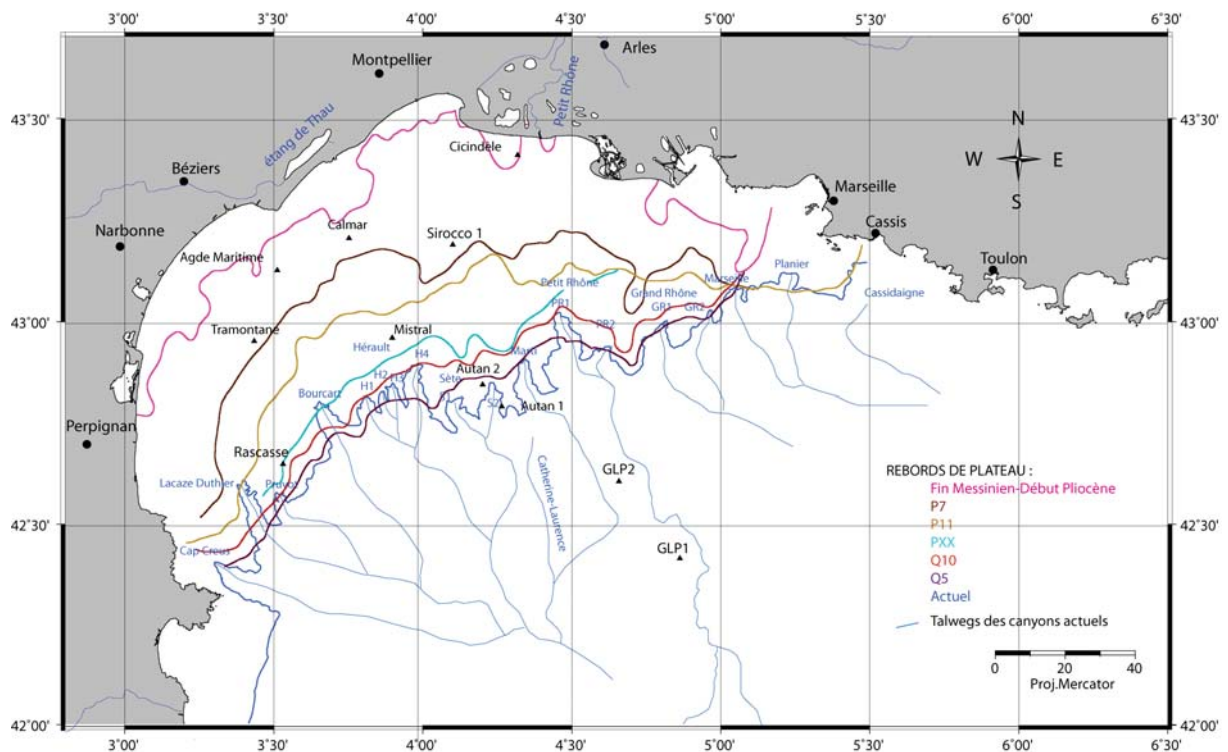 3°00' 3°30' 4°00' 4°30' 5°00' 5°30' 6°00' 6°30'
Arles
Montpellier
Petit Rhône
étang de Thau
43°30' 43°30'
N
Cicindèle
W E
Béziers
S
Marseille
Cassis
Calmar
Sirocco 1
Narbonne
Agde Maritime
Toulon
Planier
Marseille
Petit Rhône
Cassidaigne
Grand Rhône
PR1
GR1
GR2
43°00' 43°00'
Tramontane
Mistral
PR2
Hérault
H4
Marti
Autan 2
H2
H3
Sète
H1
Bourcart
S2
Autan 1
Perpignan
Rascasse
GLP2
Lacaze Duthier
Pruvot
Catherine-Laurence
REBORDS DE PLATEAU :
Fin Messinien-Début Pliocène
P7
P11
PXX
Q10
Q5
Actuel
42°30' 42°30'
Cap Creus
GLP1
Talwegs des canyons actuels
0 20 40
Proj.Mercator
42°00' 42°00'
3°00' 3°30' 4°00' 4°30' 5°00' 5°30' 6°00' 6°30'